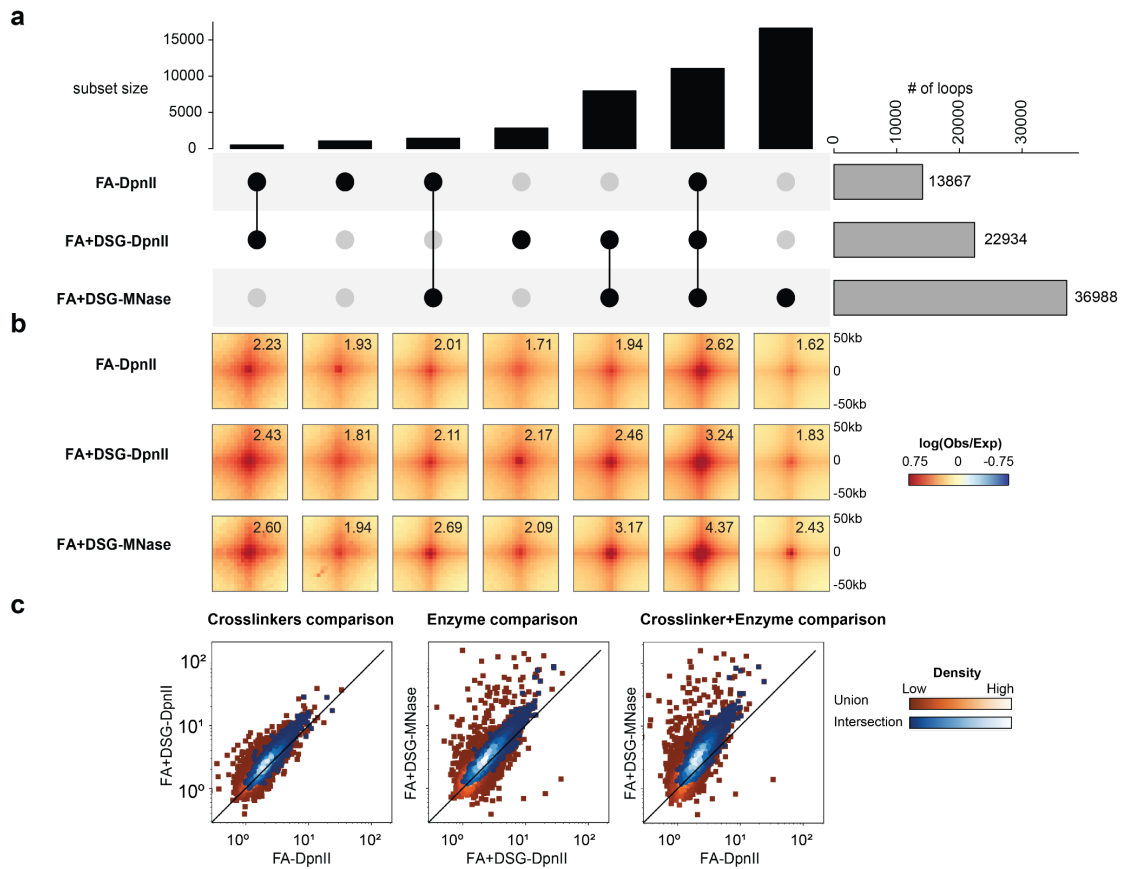 a
15000
10000
5000
0
subset size
# of loops
0
10000
20000
30000
FA-DpnII
13867
FA+DSG-DpnII
22934
FA+DSG-MNase
36988
b
FA-DpnII
2.23 1.93 2.01 1.71 1.94 2.62 1.62
50kb
0
-50kb
FA+DSG-DpnII
2.43 1.81 2.11 2.17 2.46 3.24 1.83
50kb
0
-50kb
FA+DSG-MNase
2.60 1.94 2.69 2.09 3.17 4.37 2.43
50kb
0
-50kb
log(Obs/Exp)
0.75 0 -0.75
c
Crosslinkers comparison
FA+DSG-DpnII
10²
10¹
10⁰
10⁰ 10¹ 10²
FA-DpnII
Enzyme comparison
FA+DSG-MNase
10⁰ 10¹ 10²
FA+DSG-DpnII
Crosslinker+Enzyme comparison
FA+DSG-MNase
10⁰ 10¹ 10²
FA-DpnII
Density
Low High
Union
Intersection